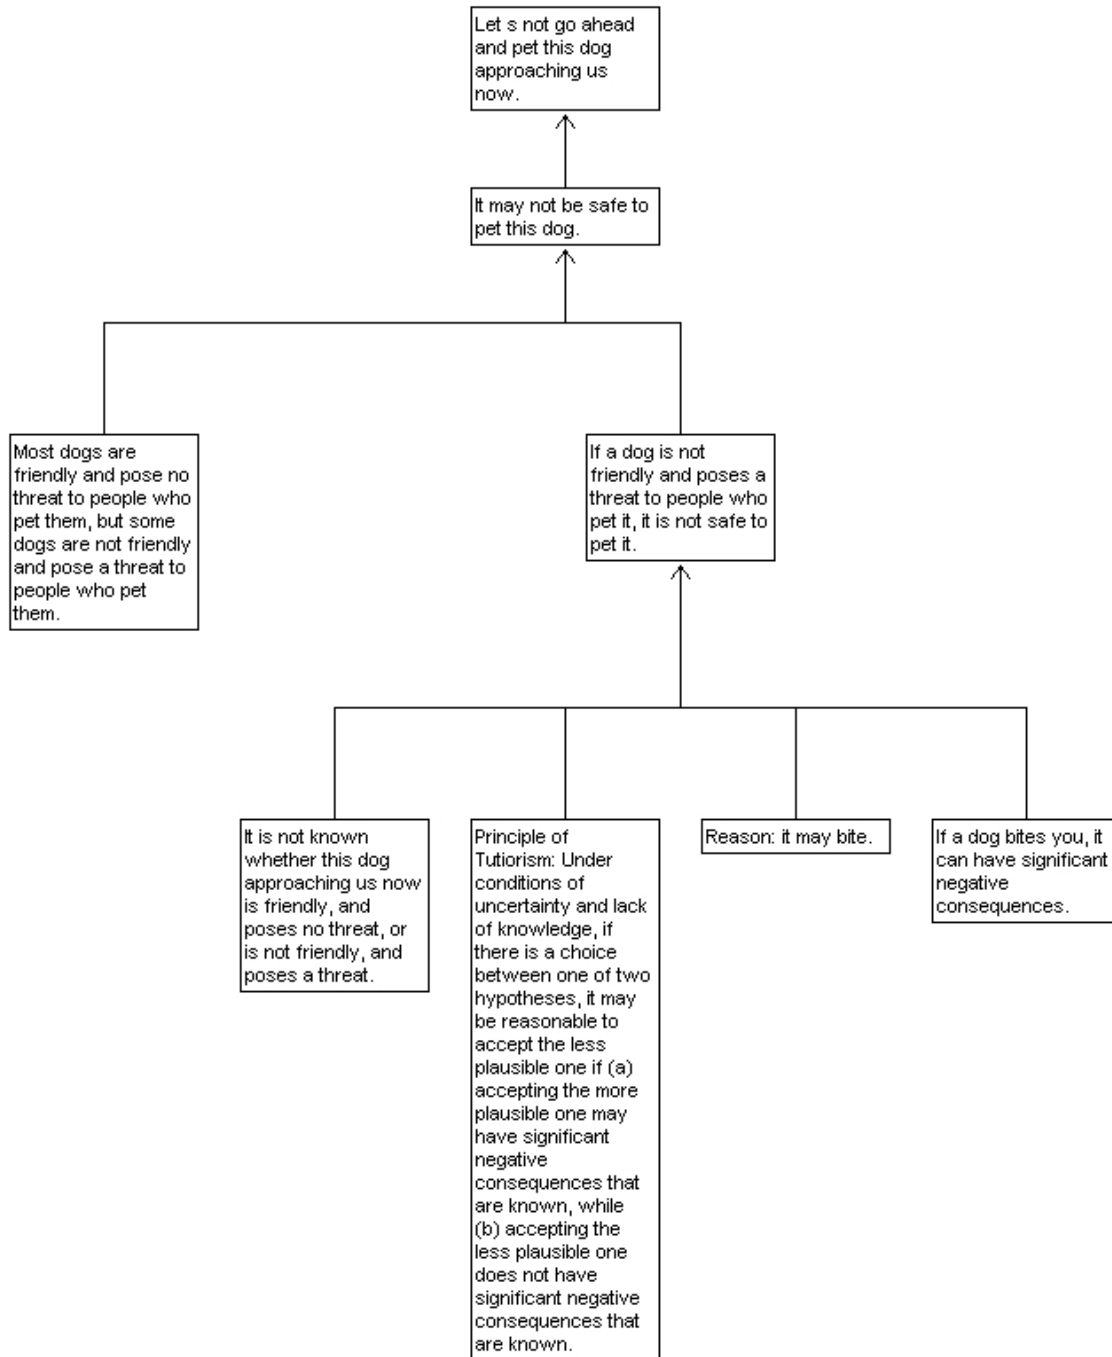 Let s not go ahead
and pet this dog
approaching us
now.
It may not be safe to
pet this dog.
Most dogs are
friendly and pose no
threat to people who
pet them, but some
dogs are not friendly
and pose a threat to
people who pet
them.
If a dog is not
friendly and poses a
threat to people who
pet it, it is not safe to
pet it.
It is not known
whether this dog
approaching us now
is friendly, and
poses no threat, or
is not friendly, and
poses a threat.
Principle of
Tutiorism: Under
conditions of
uncertainty and lack
of knowledge, if
there is a choice
between one of two
hypotheses, it may
be reasonable to
accept the less
plausible one if (a)
accepting the more
plausible one may
have significant
negative
consequences that
are known, while
(b) accepting the
less plausible one
does not have
significant negative
consequences that
are known.
Reason: it may bite.
If a dog bites you, it
can have significant
negative
consequences.